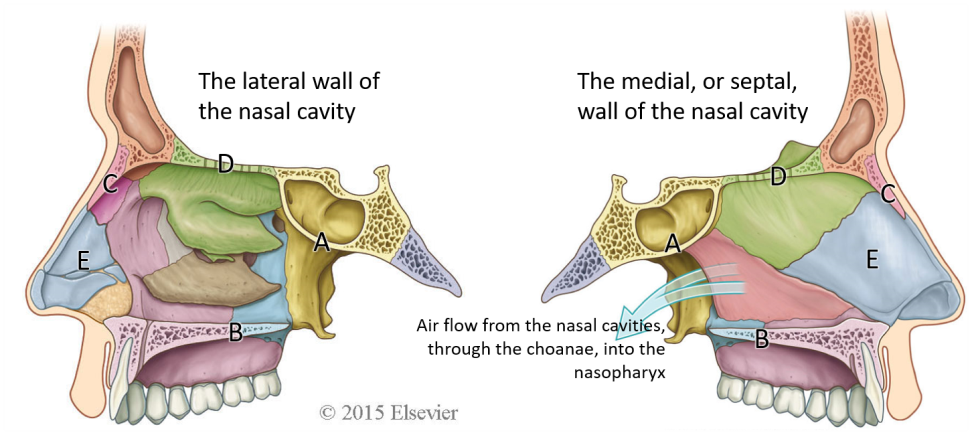 The lateral wall of
the nasal cavity
The medial, or septal,
wall of the nasal cavity
D
C
A
E
B
D
C
A
E
B
Air flow from the nasal cavities,
through the choanae, into the
nasopharyx
© 2015 Elsevier